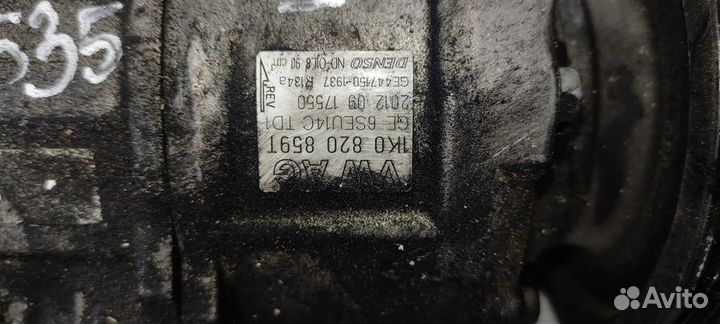 535
VW AG
1K0 820 859T
GE 6SEU14C TD1
2012 09 17550
GE447150-1937 R134a
DENSO ND-OIL8 90 cm³
REV
Avito